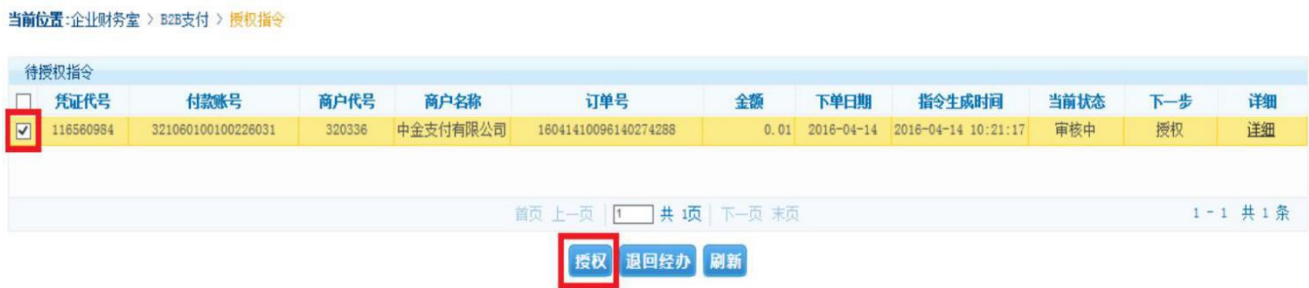 当前位置:企业财务室 > B2B支付 > 授权指令
待授权指令
凭证代号 付款账号 商户代号 商户名称 订单号 金额 下单日期 指令生成时间 当前状态 下一步 详细
116560984 321060100100226031 320336 中金支付有限公司 16041410096140274288 0.01 2016-04-14 2016-04-14 10:21:17 审核中 授权 详细
首页 上一页 1 共 1页 下一页 末页 1 - 1 共 1 条
授权 退回经办 刷新